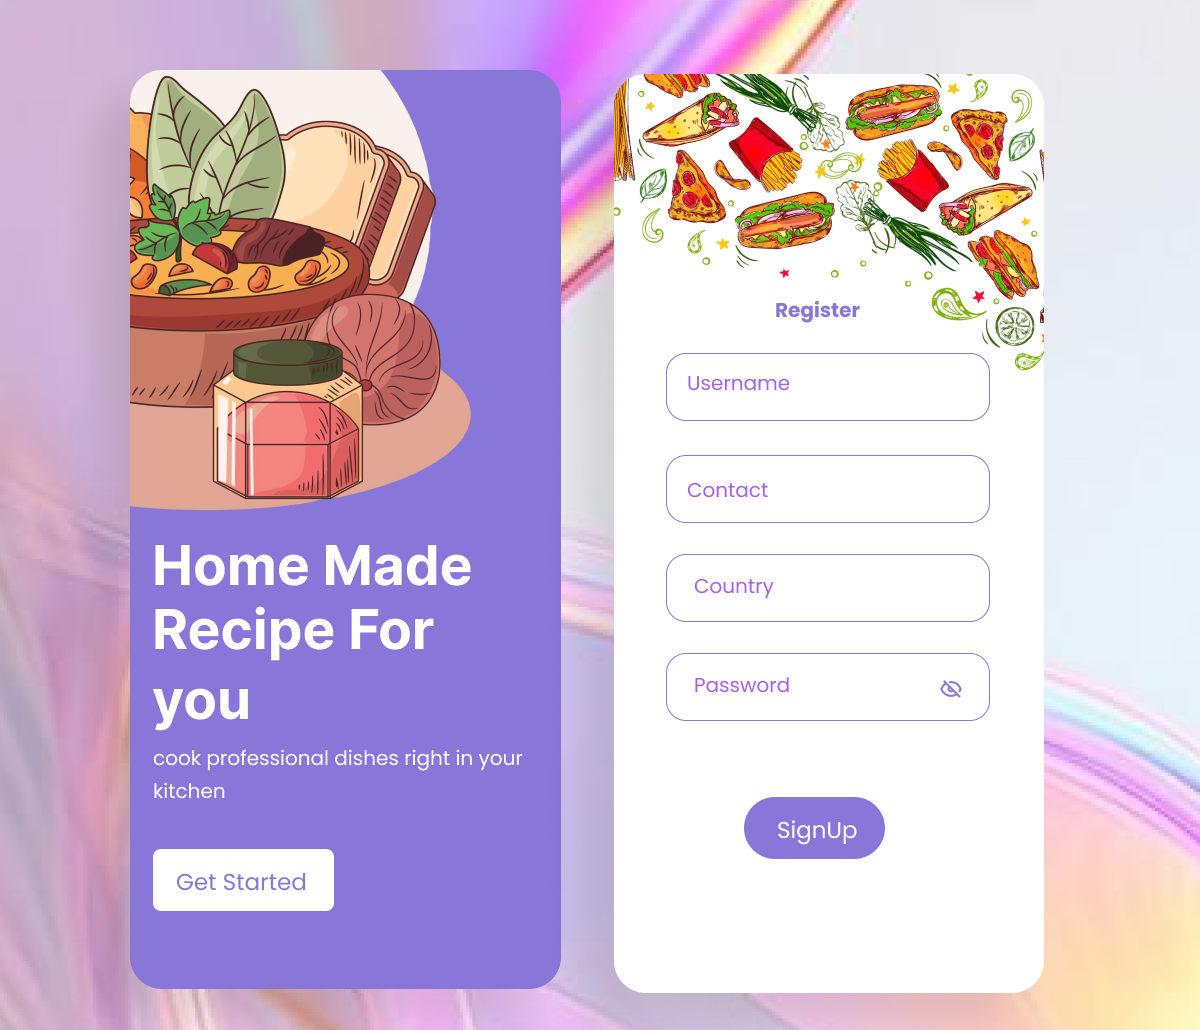 Home Made
Recipe For
you
cook professional dishes right in your
kitchen
Get Started
Register
Username
Contact
Country
Password
SignUp